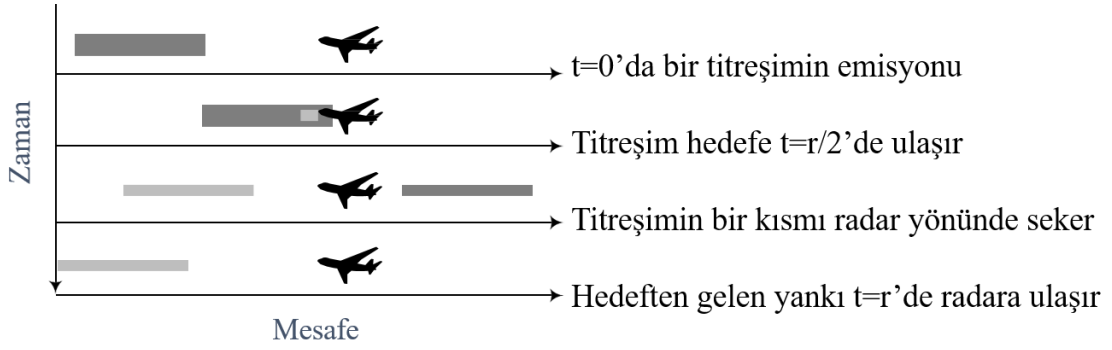 Zaman
t=0’da bir titreşimin emisyonu
Titreşim hedefe t=r/2’de ulaşır
Titreşimin bir kısmı radar yönünde seker
Hedeften gelen yankı t=r’de radara ulaşır
Mesafe